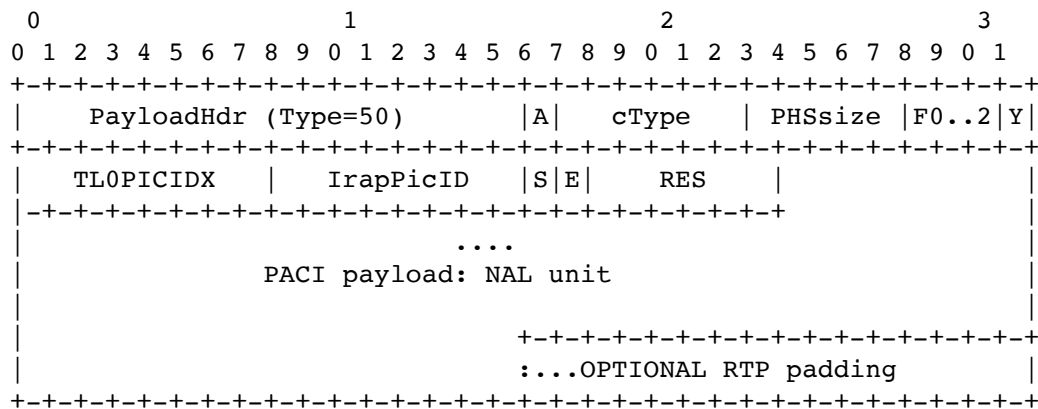 0                   1                   2                   3
0 1 2 3 4 5 6 7 8 9 0 1 2 3 4 5 6 7 8 9 0 1 2 3 4 5 6 7 8 9 0 1
+-+-+-+-+-+-+-+-+-+-+-+-+-+-+-+-+-+-+-+-+-+-+-+-+-+-+-+-+-+-+-+-+
|    PayloadHdr (Type=50)       |A|   cType   | PHSsize |F0..2|Y|
+-+-+-+-+-+-+-+-+-+-+-+-+-+-+-+-+-+-+-+-+-+-+-+-+-+-+-+-+-+-+-+-+
|   TL0PICIDX   |   IrapPicID   |S|E|    RES    |               |
|-+-+-+-+-+-+-+-+-+-+-+-+-+-+-+-+-+-+-+-+-+-+-+-+               |
|                           ....                                |
|               PACI payload: NAL unit                          |
|                                                               |
|                               +-+-+-+-+-+-+-+-+-+-+-+-+-+-+-+-+
|                               :...OPTIONAL RTP padding        |
+-+-+-+-+-+-+-+-+-+-+-+-+-+-+-+-+-+-+-+-+-+-+-+-+-+-+-+-+-+-+-+-+